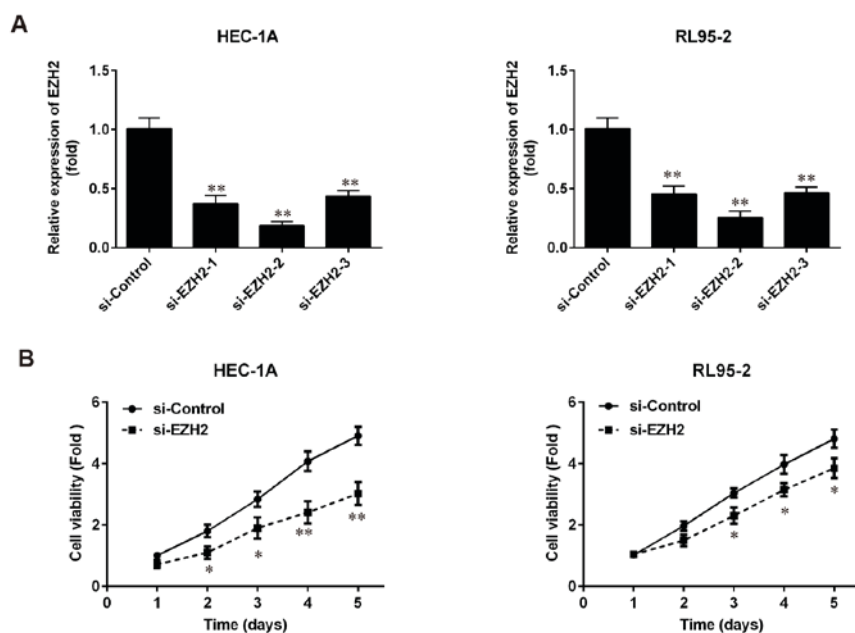 A
HEC-1A
Relative expression of EZH2
(fold)
1.5
1.0
0.5
0.0
**
**
**
si-Control
si-EZH2-1
si-EZH2-2
si-EZH2-3
RL95-2
Relative expression of EZH2
(fold)
1.5
1.0
0.5
0.0
**
**
**
si-Control
si-EZH2-1
si-EZH2-2
si-EZH2-3
B
HEC-1A
si-Control
si-EZH2
Cell viability (Fold )
6
4
2
0
*
*
**
**
0 1 2 3 4 5
Time (days)
RL95-2
si-Control
si-EZH2
Cell viability (Fold )
6
4
2
0
*
*
*
0 1 2 3 4 5
Time (days)